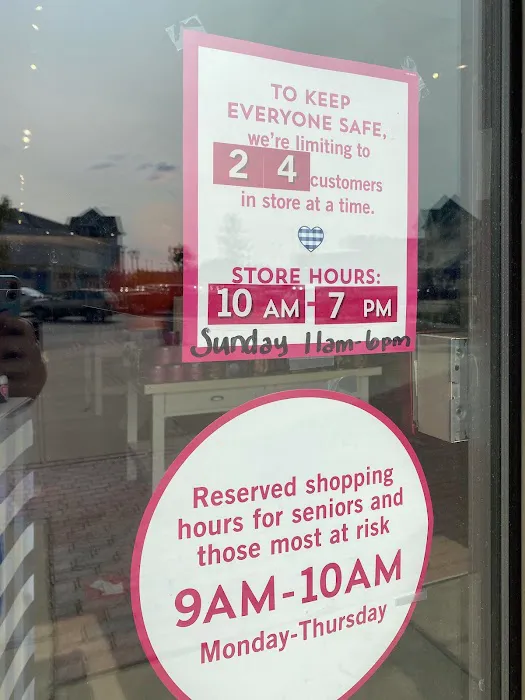 TO KEEP
EVERYONE SAFE,
we're limiting to
2 4 customers
in store at a time.
STORE HOURS:
10 AM - 7 PM
Sunday 11am-6pm
Reserved shopping
hours for seniors and
those most at risk
9AM-10AM
Monday-Thursday